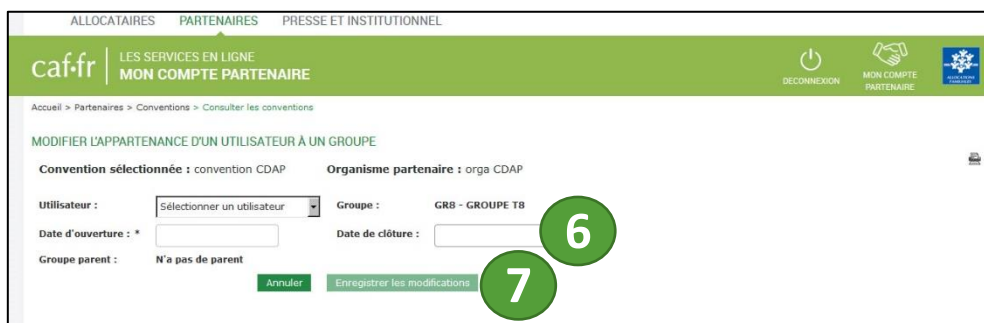 ALLOCATAIRES PARTENAIRES PRESSE ET INSTITUTIONNEL
caf.fr LES SERVICES EN LIGNE
MON COMPTE PARTENAIRE
DECONNEXION
MON COMPTE
PARTENAIRE
ALLOCATIONS
FAMILIALES
Accueil > Partenaires > Conventions > Consulter les conventions
MODIFIER L'APPARTENANCE D'UN UTILISATEUR À UN GROUPE
Convention sélectionnée : convention CDAP Organisme partenaire : orga CDAP
Utilisateur : Sélectionner un utilisateur Groupe : GR8 - GROUPE T8
Date d'ouverture : * Date de clôture : 6
Groupe parent : N'a pas de parent
Annuler Enregistrer les modifications 7